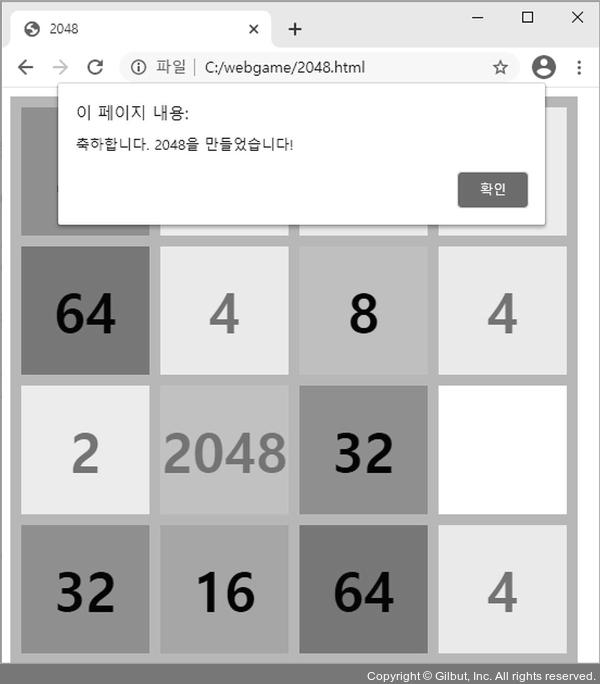 2048
파일 C:/webgame/2048.html
이 페이지 내용:
축하합니다. 2048을 만들었습니다!
확인
64 4 8 4
2 2048 32
32 16 64 4
Copyright © Gilbut, Inc. All rights reserved.